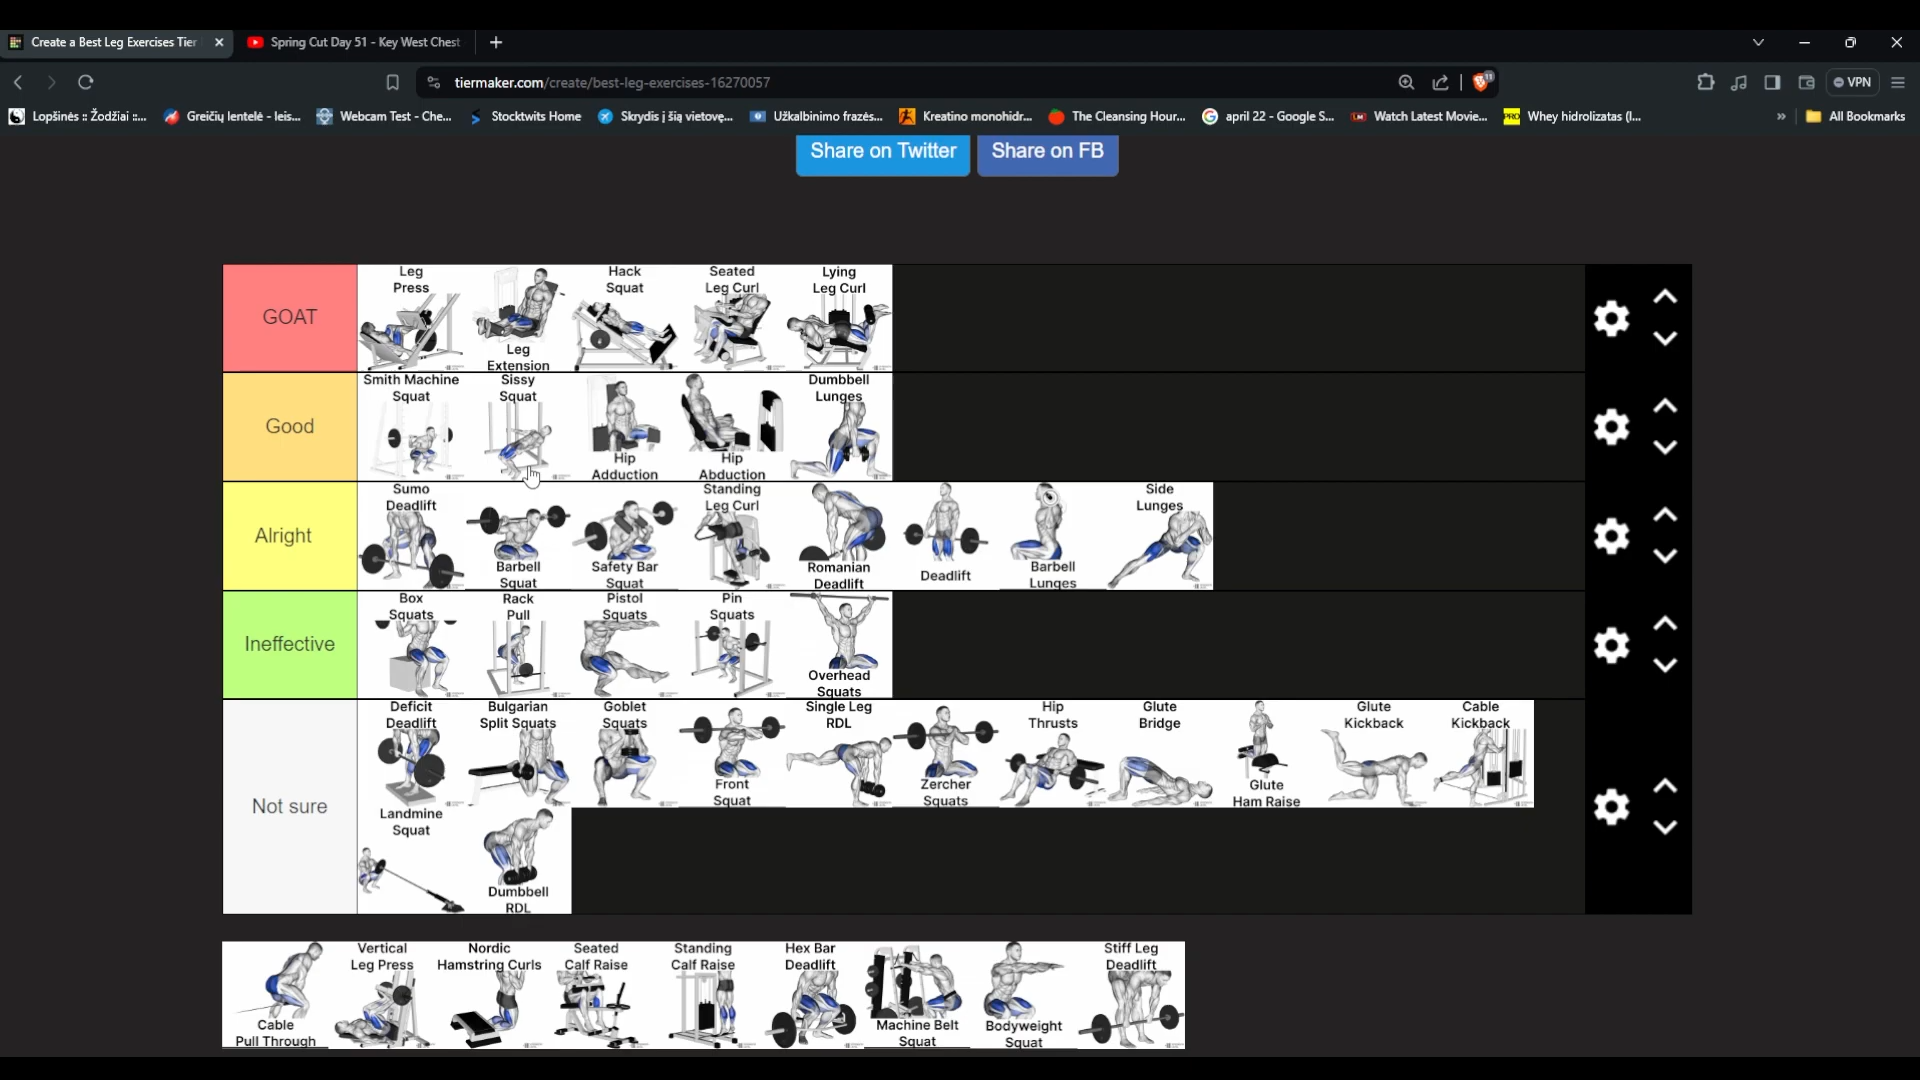 Create a Best Leg Exercises Tier
Spring Cut Day 51 - Key West Chest
tiermaker.com/create/best-leg-exercises-16270057
11
VPN
Lopšinės :: Žodžiai ::...
Greičių lentelė - leis...
Webcam Test - Che...
Stocktwits Home
Skrydis į šią vietovę...
Užkalbinimo frazės...
Kreatino monohidr...
The Cleansing Hour...
april 22 - Google S...
Watch Latest Movie...
PRO
Whey hidrolizatas (I...
»
All Bookmarks
Share on Twitter
Share on FB
GOAT
Leg
Press
Leg
Extension
Hack
Squat
Seated
Leg Curl
Lying
Leg Curl
Good
Smith Machine
Squat
Sissy
Squat
Hip
Adduction
Hip
Abduction
Dumbbell
Lunges
Alright
Sumo
Deadlift
Barbell
Squat
Safety Bar
Squat
Standing
Leg Curl
Romanian
Deadlift
Deadlift
Barbell
Lunges
Side
Lunges
Ineffective
Box
Squats
Rack
Pull
Pistol
Squats
Pin
Squats
Overhead
Squats
Not sure
Deficit
Deadlift
Bulgarian
Split Squats
Goblet
Squats
Front
Squat
Single Leg
RDL
Zercher
Squats
Hip
Thrusts
Glute
Bridge
Glute
Ham Raise
Glute
Kickback
Cable
Kickback
Landmine
Squat
Dumbbell
RDL
Cable
Pull Through
Vertical
Leg Press
Nordic
Hamstring Curls
Seated
Calf Raise
Standing
Calf Raise
Hex Bar
Deadlift
Machine Belt
Squat
Bodyweight
Squat
Stiff Leg
Deadlift